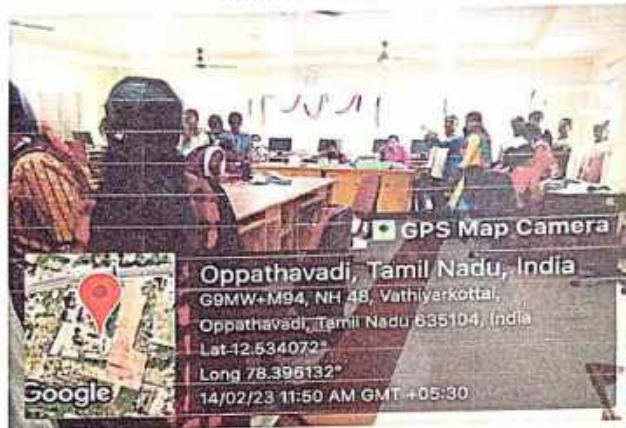 GPS Map Camera
Oppathavadi, Tamil Nadu, India
G9MW+M94, NH 48, Vathiyarkottai,
Oppathavadi, Tamil Nadu 635104, India
Lat 12.534072°
Long 78.396132°
14/02/23 11:50 AM GMT +05:30
Google